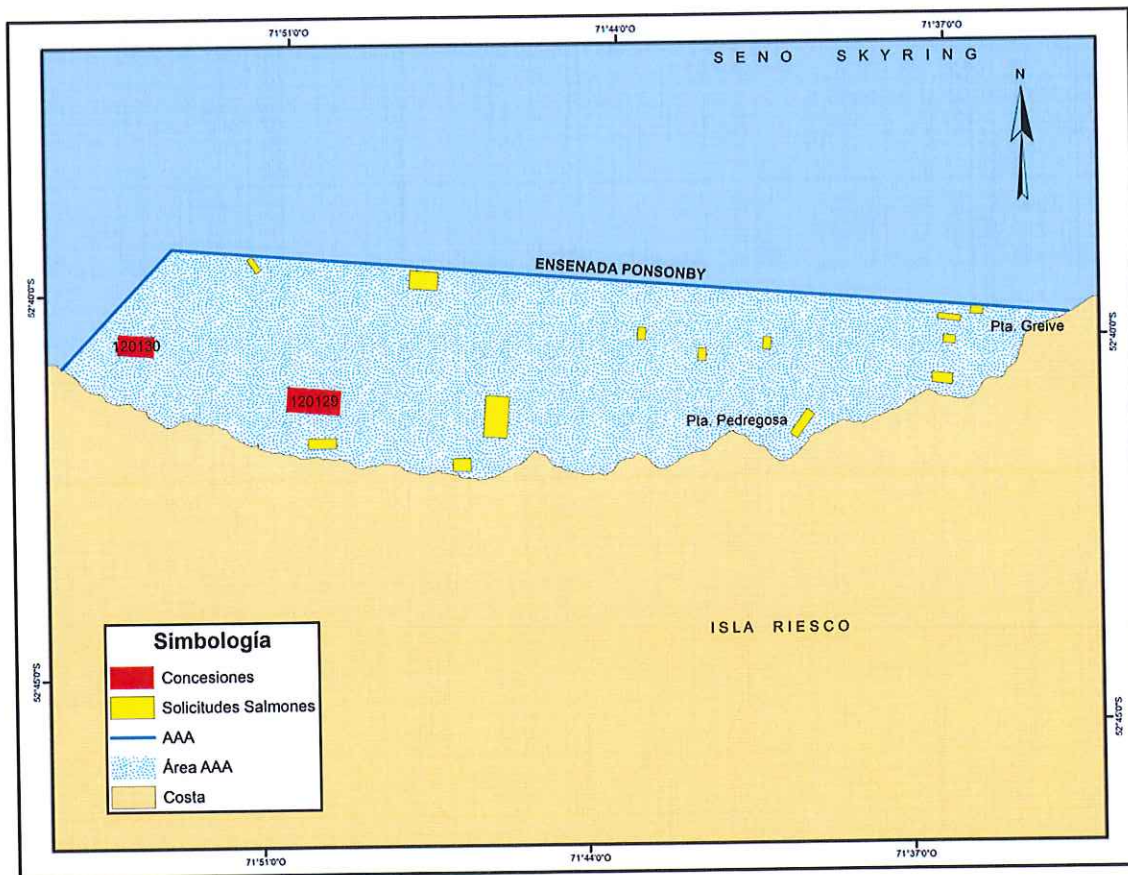 71°51'0"O 71°44'0"O 71°37'0"O
SENO SKYRING
N
ENSENADA PONSONBY
52°40'0"S
52°40'0"S
Pta. Greive
120130
120129
Pta. Pedregosa
ISLA RIESCO
Simbología
Concesiones
Solicitudes Salmones
AAA
Área AAA
Costa
52°45'0"S
52°45'0"S
71°51'0"O 71°44'0"O 71°37'0"O